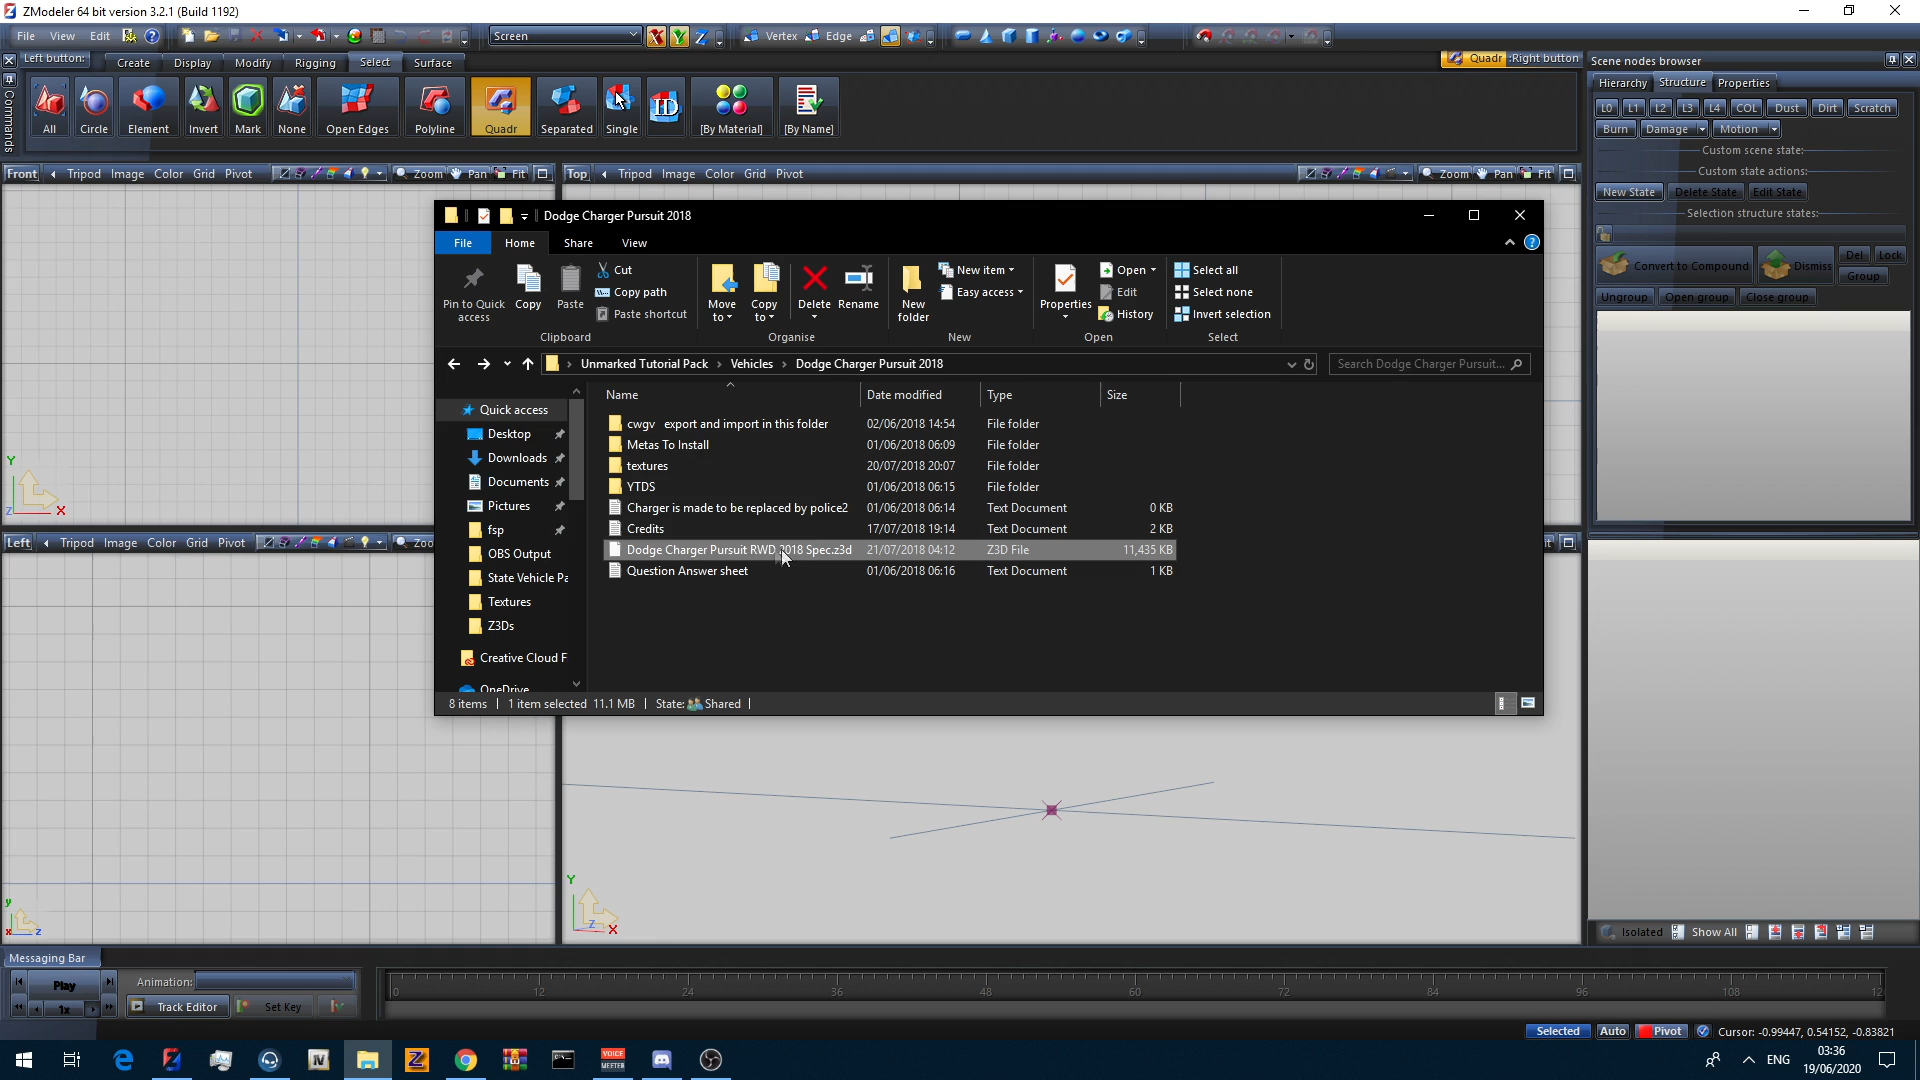 ZModeler 64 bit version 3.2.1 (Build 1192)
File View Edit Screen X Y Z Vertex Edge
Left button: Create Display Modify Rigging Select Surface Quadr :Right button
Commands
All Circle Element Invert Mark None Open Edges Polyline Quadr Separated Single ID [By Material] [By Name]
Scene nodes browser
Hierarchy Structure Properties
L0 L1 L2 L3 L4 COL Dust Dirt Scratch
Burn Damage Motion
Custom scene state:
Custom state actions:
New State Delete State Edit State
Selection structure states:
Convert to Compound Dismiss Del Lock
Group
Ungroup Open group Close group
Front Tripod Image Color Grid Pivot Zoom Pan Fit
Top Tripod Image Color Grid Pivot Zoom Pan Fit
Dodge Charger Pursuit 2018
File Home Share View
Pin to Quick access Copy Paste Cut Copy path Paste shortcut
Clipboard
Move to Copy to Delete Rename
Organise
New folder New item Easy access
New
Properties Open Edit History
Open
Select all Select none Invert selection
Select
Unmarked Tutorial Pack Vehicles Dodge Charger Pursuit 2018 Search Dodge Charger Pursuit...
Name Date modified Type Size
cwgv export and import in this folder 02/06/2018 14:54 File folder
Metas To Install 01/06/2018 06:09 File folder
textures 20/07/2018 20:07 File folder
YTDS 01/06/2018 06:15 File folder
Charger is made to be replaced by police2 01/06/2018 06:14 Text Document 0 KB
Credits 17/07/2018 19:14 Text Document 2 KB
Dodge Charger Pursuit RWD 2018 Spec.z3d 21/07/2018 04:12 Z3D File 11,435 KB
Question Answer sheet 01/06/2018 06:16 Text Document 1 KB
Quick access
Desktop
Downloads
Documents
Pictures
fsp
OBS Output
State Vehicle Pa
Textures
Z3Ds
Creative Cloud F
OneDrive
8 items 1 item selected 11.1 MB State: Shared
Y
Z X
Left Tripod Image Color Grid Pivot Zoo
y
x z
Y
Z X
Isolated Show All
Messaging Bar
Play Animation:
1x Track Editor Set Key
0 12 24 36 48 60 72 84 96 108 12
Selected Auto Pivot Cursor: -0.99447, 0.54152, -0.83821
IV VOICE MEETER
ENG 03:36
19/06/2020